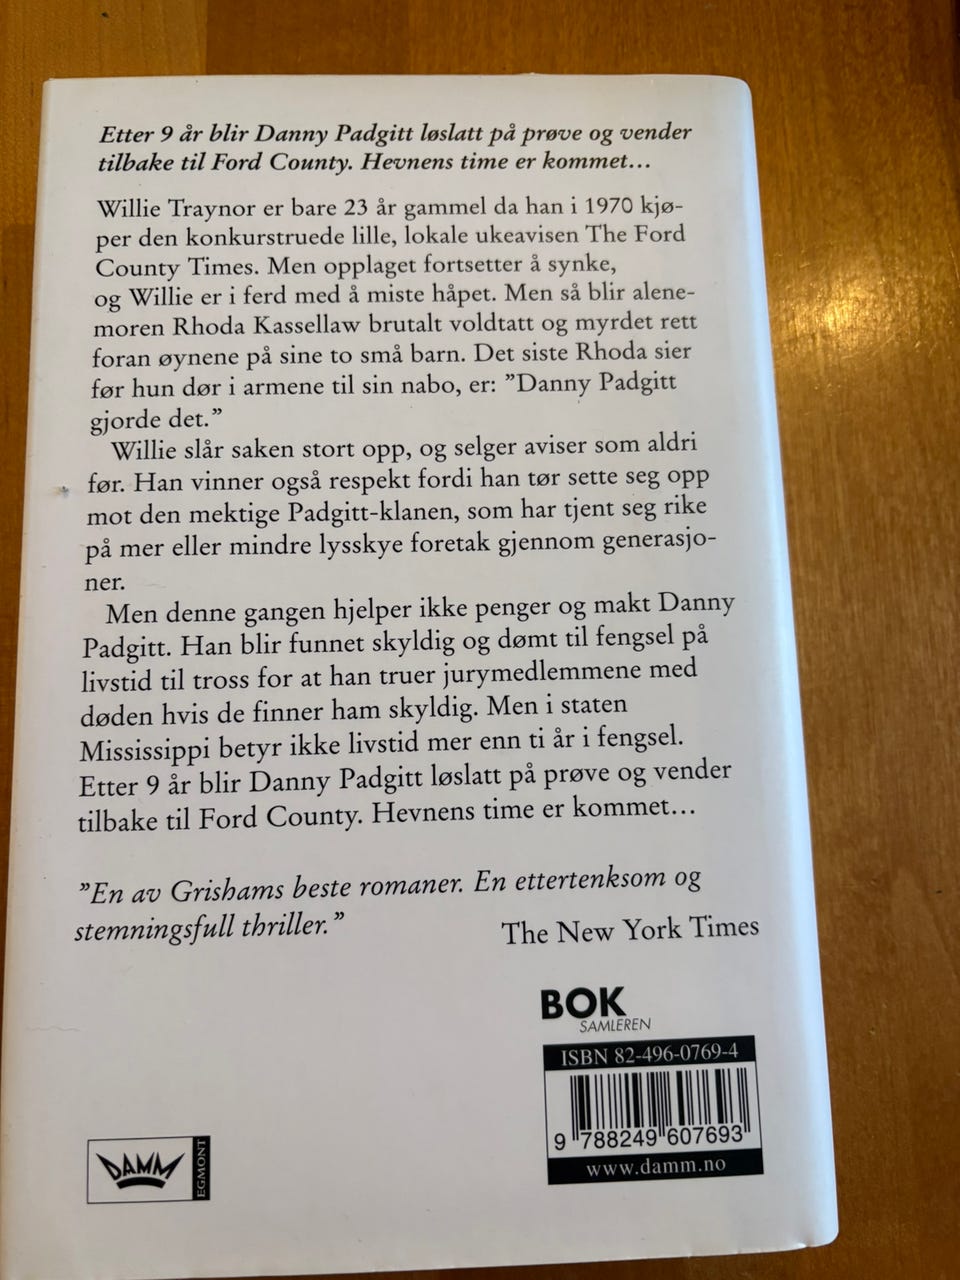 Etter 9 år blir Danny Padgitt løslatt på prøve og vender
tilbake til Ford County. Hevnens time er kommet…
Willie Traynor er bare 23 år gammel da han i 1970 kjø-
per den konkurstruede lille, lokale ukeavisen The Ford
County Times. Men opplaget fortsetter å synke,
og Willie er i ferd med å miste håpet. Men så blir alene-
moren Rhoda Kassellaw brutalt voldtatt og myrdet rett
foran øynene på sine to små barn. Det siste Rhoda sier
før hun dør i armene til sin nabo, er: ”Danny Padgitt
gjorde det.”
Willie slår saken stort opp, og selger aviser som aldri
før. Han vinner også respekt fordi han tør sette seg opp
mot den mektige Padgitt-klanen, som har tjent seg rike
på mer eller mindre lysskye foretak gjennom generasjo-
ner.
Men denne gangen hjelper ikke penger og makt Danny
Padgitt. Han blir funnet skyldig og dømt til fengsel på
livstid til tross for at han truer jurymedlemmene med
døden hvis de finner ham skyldig. Men i staten
Mississippi betyr ikke livstid mer enn ti år i fengsel.
Etter 9 år blir Danny Padgitt løslatt på prøve og vender
tilbake til Ford County. Hevnens time er kommet…
”En av Grishams beste romaner. En ettertenksom og
stemningsfull thriller.”
The New York Times
BOK
SAMLEREN
ISBN 82-496-0769-4
9 788249 607693
www.damm.no
DAMM
EGMONT